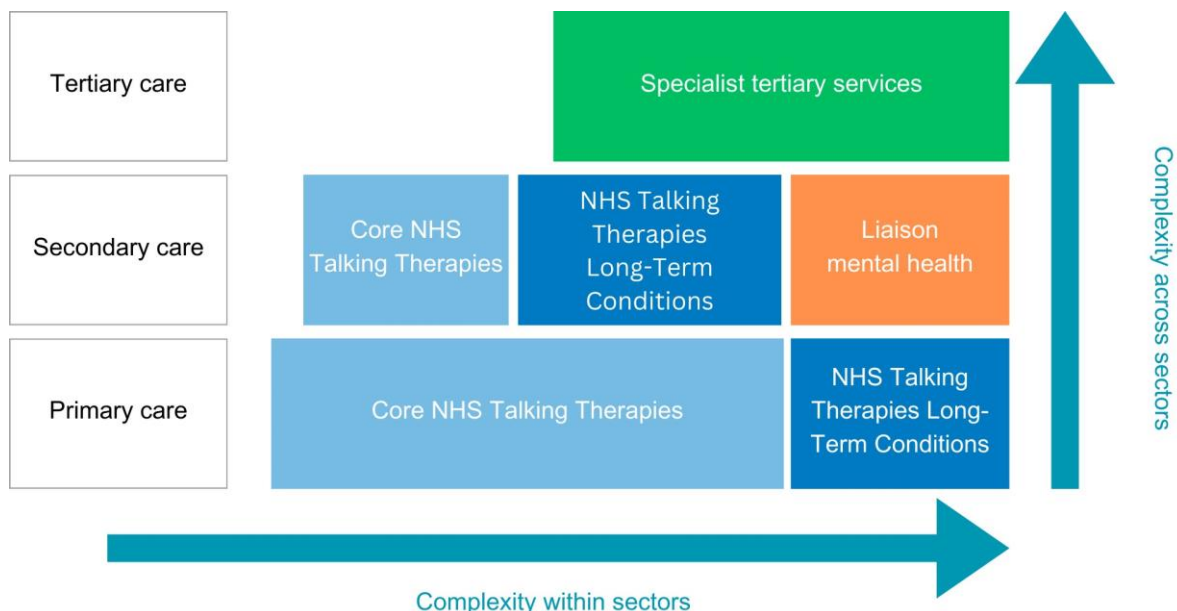 Tertiary care
Specialist tertiary services
Secondary care
Core NHS
Talking Therapies
NHS Talking
Therapies
Long-Term
Conditions
Liaison
mental health
Primary care
Core NHS Talking Therapies
NHS Talking
Therapies Long-
Term Conditions
Complexity across sectors
Complexity within sectors